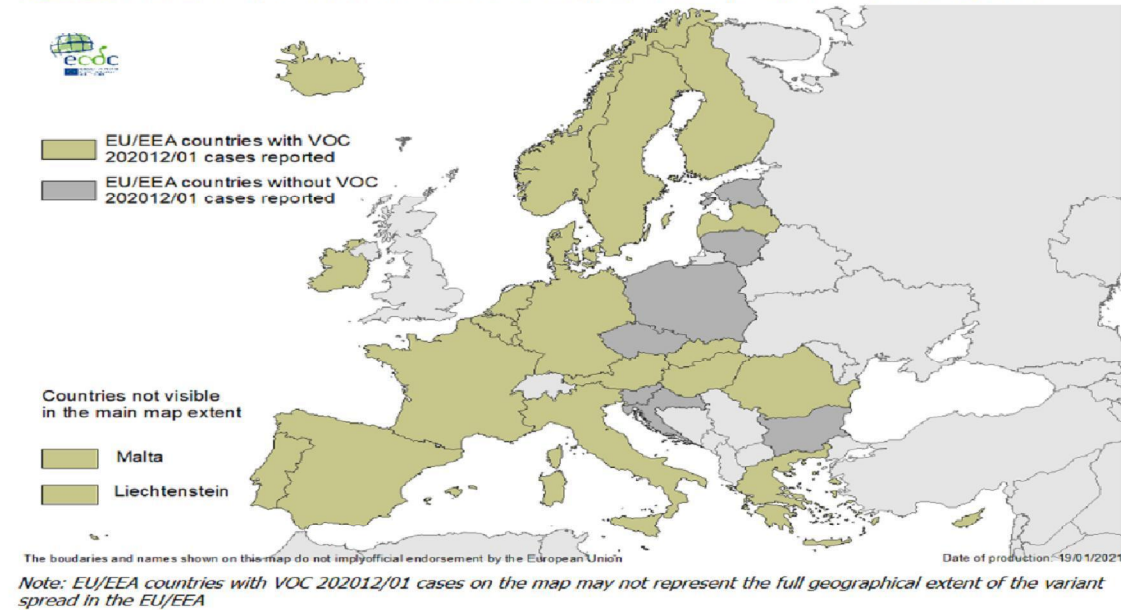 ecdc
EU/EEA countries with VOC
202012/01 cases reported
EU/EEA countries without VOC
202012/01 cases reported
Countries not visible
in the main map extent
Malta
Liechtenstein
The boudaries and names shown on this map do not implyofficial endorsement by the European Union
Date of production: 19/01/2021
Note: EU/EEA countries with VOC 202012/01 cases on the map may not represent the full geographical extent of the variant
spread in the EU/EEA